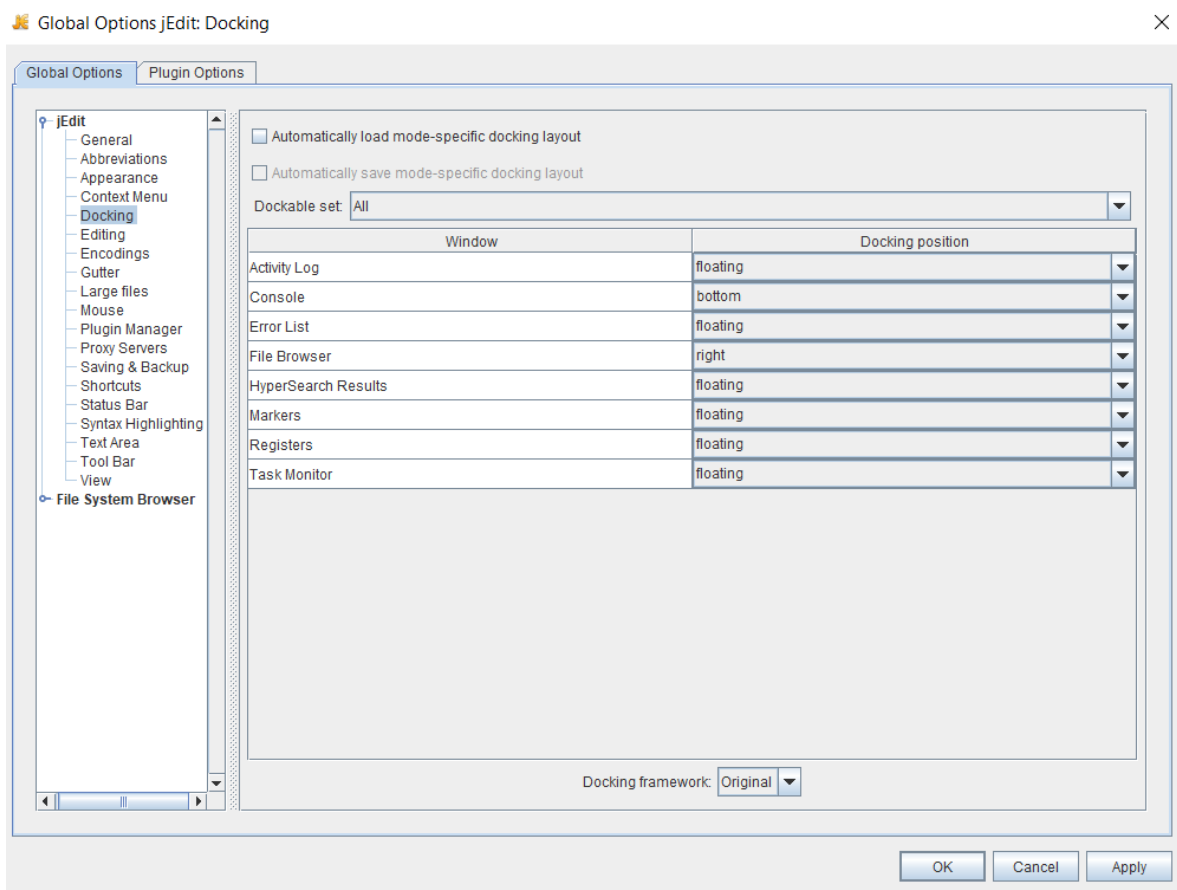 Global Options jEdit: Docking
Global Options
Plugin Options
jEdit
General
Abbreviations
Appearance
Context Menu
Docking
Editing
Encodings
Gutter
Large files
Mouse
Plugin Manager
Proxy Servers
Saving & Backup
Shortcuts
Status Bar
Syntax Highlighting
Text Area
Tool Bar
View
File System Browser
Automatically load mode-specific docking layout
Automatically save mode-specific docking layout
Dockable set: All
Window Docking position
Activity Log floating
Console bottom
Error List floating
File Browser right
HyperSearch Results floating
Markers floating
Registers floating
Task Monitor floating
Docking framework: Original
OK
Cancel
Apply